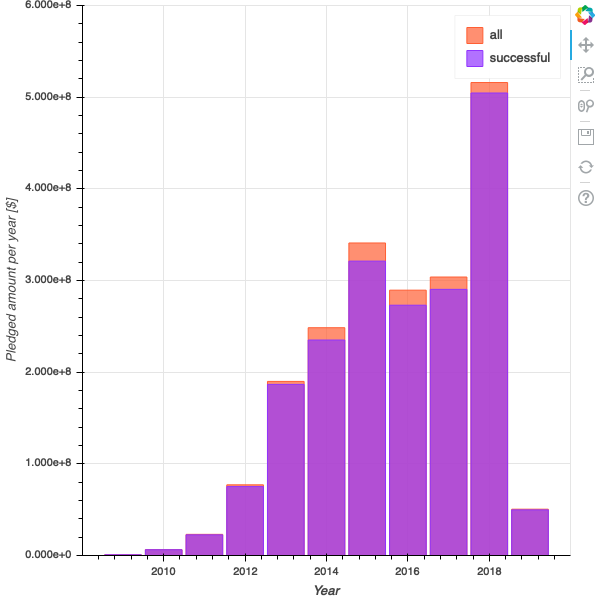 6.000e+8
5.000e+8
4.000e+8
3.000e+8
2.000e+8
1.000e+8
0.000e+0
Pledged amount per year [$]
all
successful
2010 2012 2014 2016 2018
Year